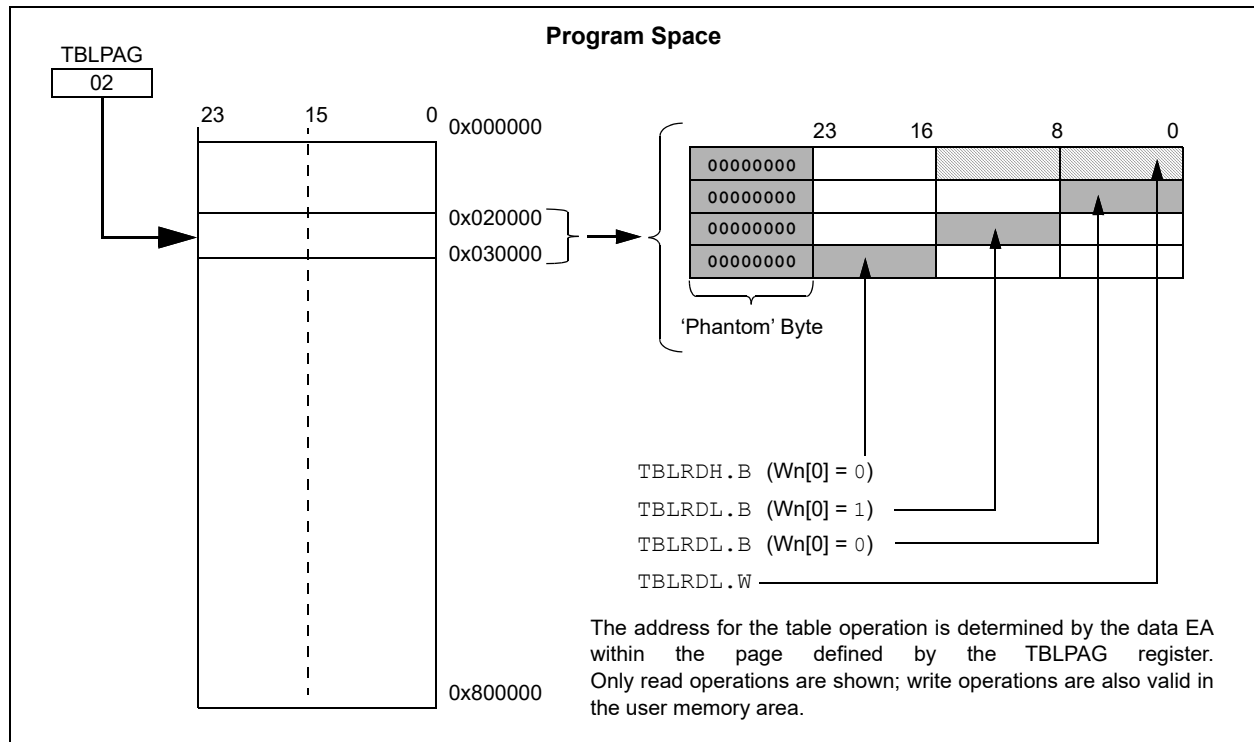 Program Space
TBLPAG
02
23 15 0
0x000000
0x020000
0x030000
0x800000
23 16 8 0
00000000
00000000
00000000
00000000
‘Phantom’ Byte
TBLRDH.B (Wn[0] = 0)
TBLRDL.B (Wn[0] = 1)
TBLRDL.B (Wn[0] = 0)
TBLRDL.W
The address for the table operation is determined by the data EA
within the page defined by the TBLPAG register.
Only read operations are shown; write operations are also valid in
the user memory area.